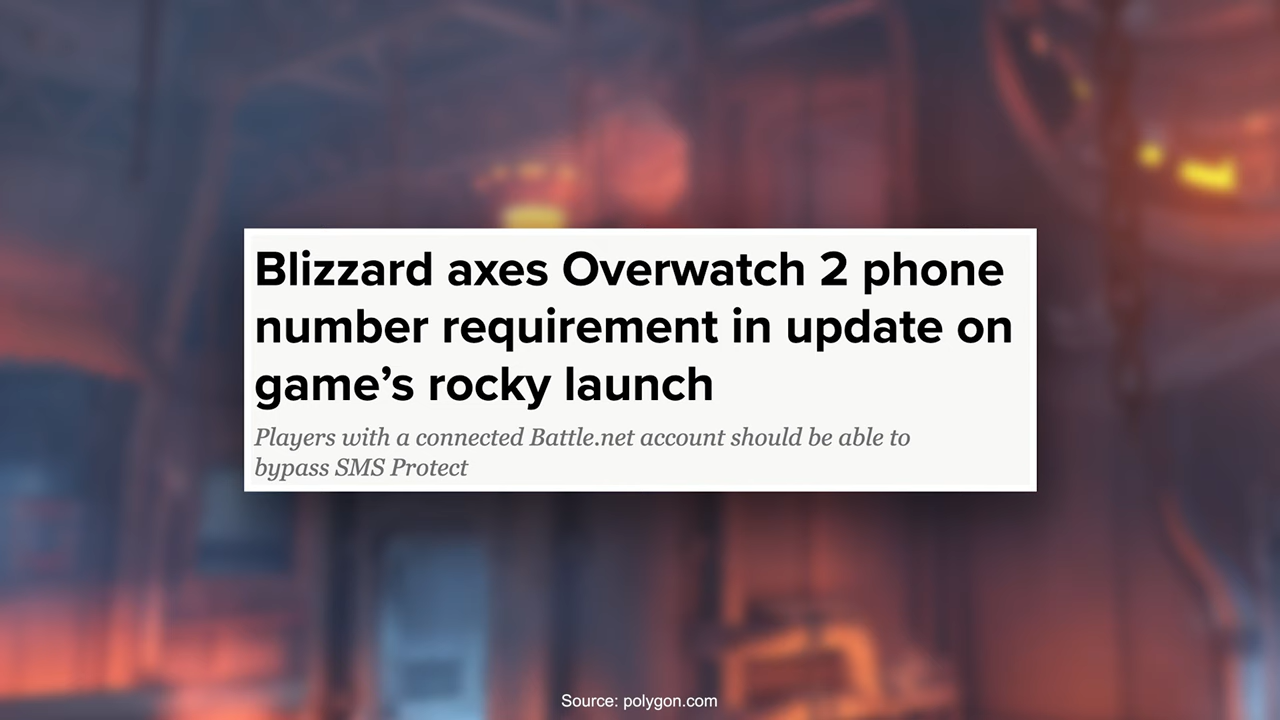 Blizzard axes Overwatch 2 phone
number requirement in update on
game’s rocky launch
Players with a connected Battle.net account should be able to
bypass SMS Protect
Source: polygon.com